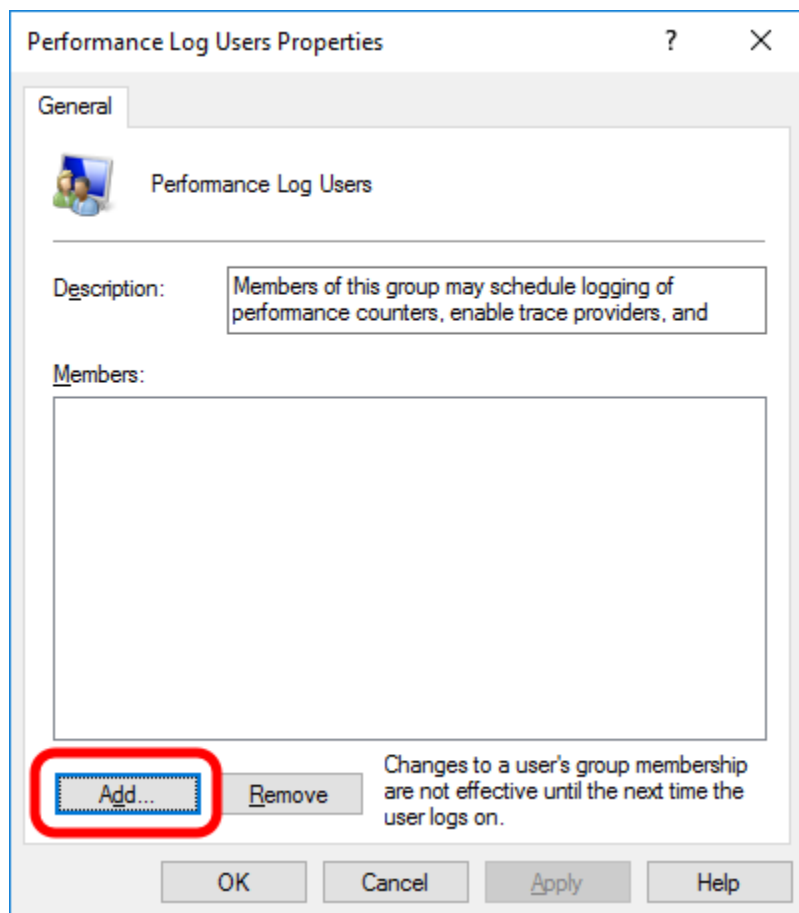 Performance Log Users Properties
?
General
Performance Log Users
Description:
Members of this group may schedule logging of
performance counters, enable trace providers, and
Members:
Add...
Remove
Changes to a user's group membership
are not effective until the next time the
user logs on.
OK
Cancel
Apply
Help